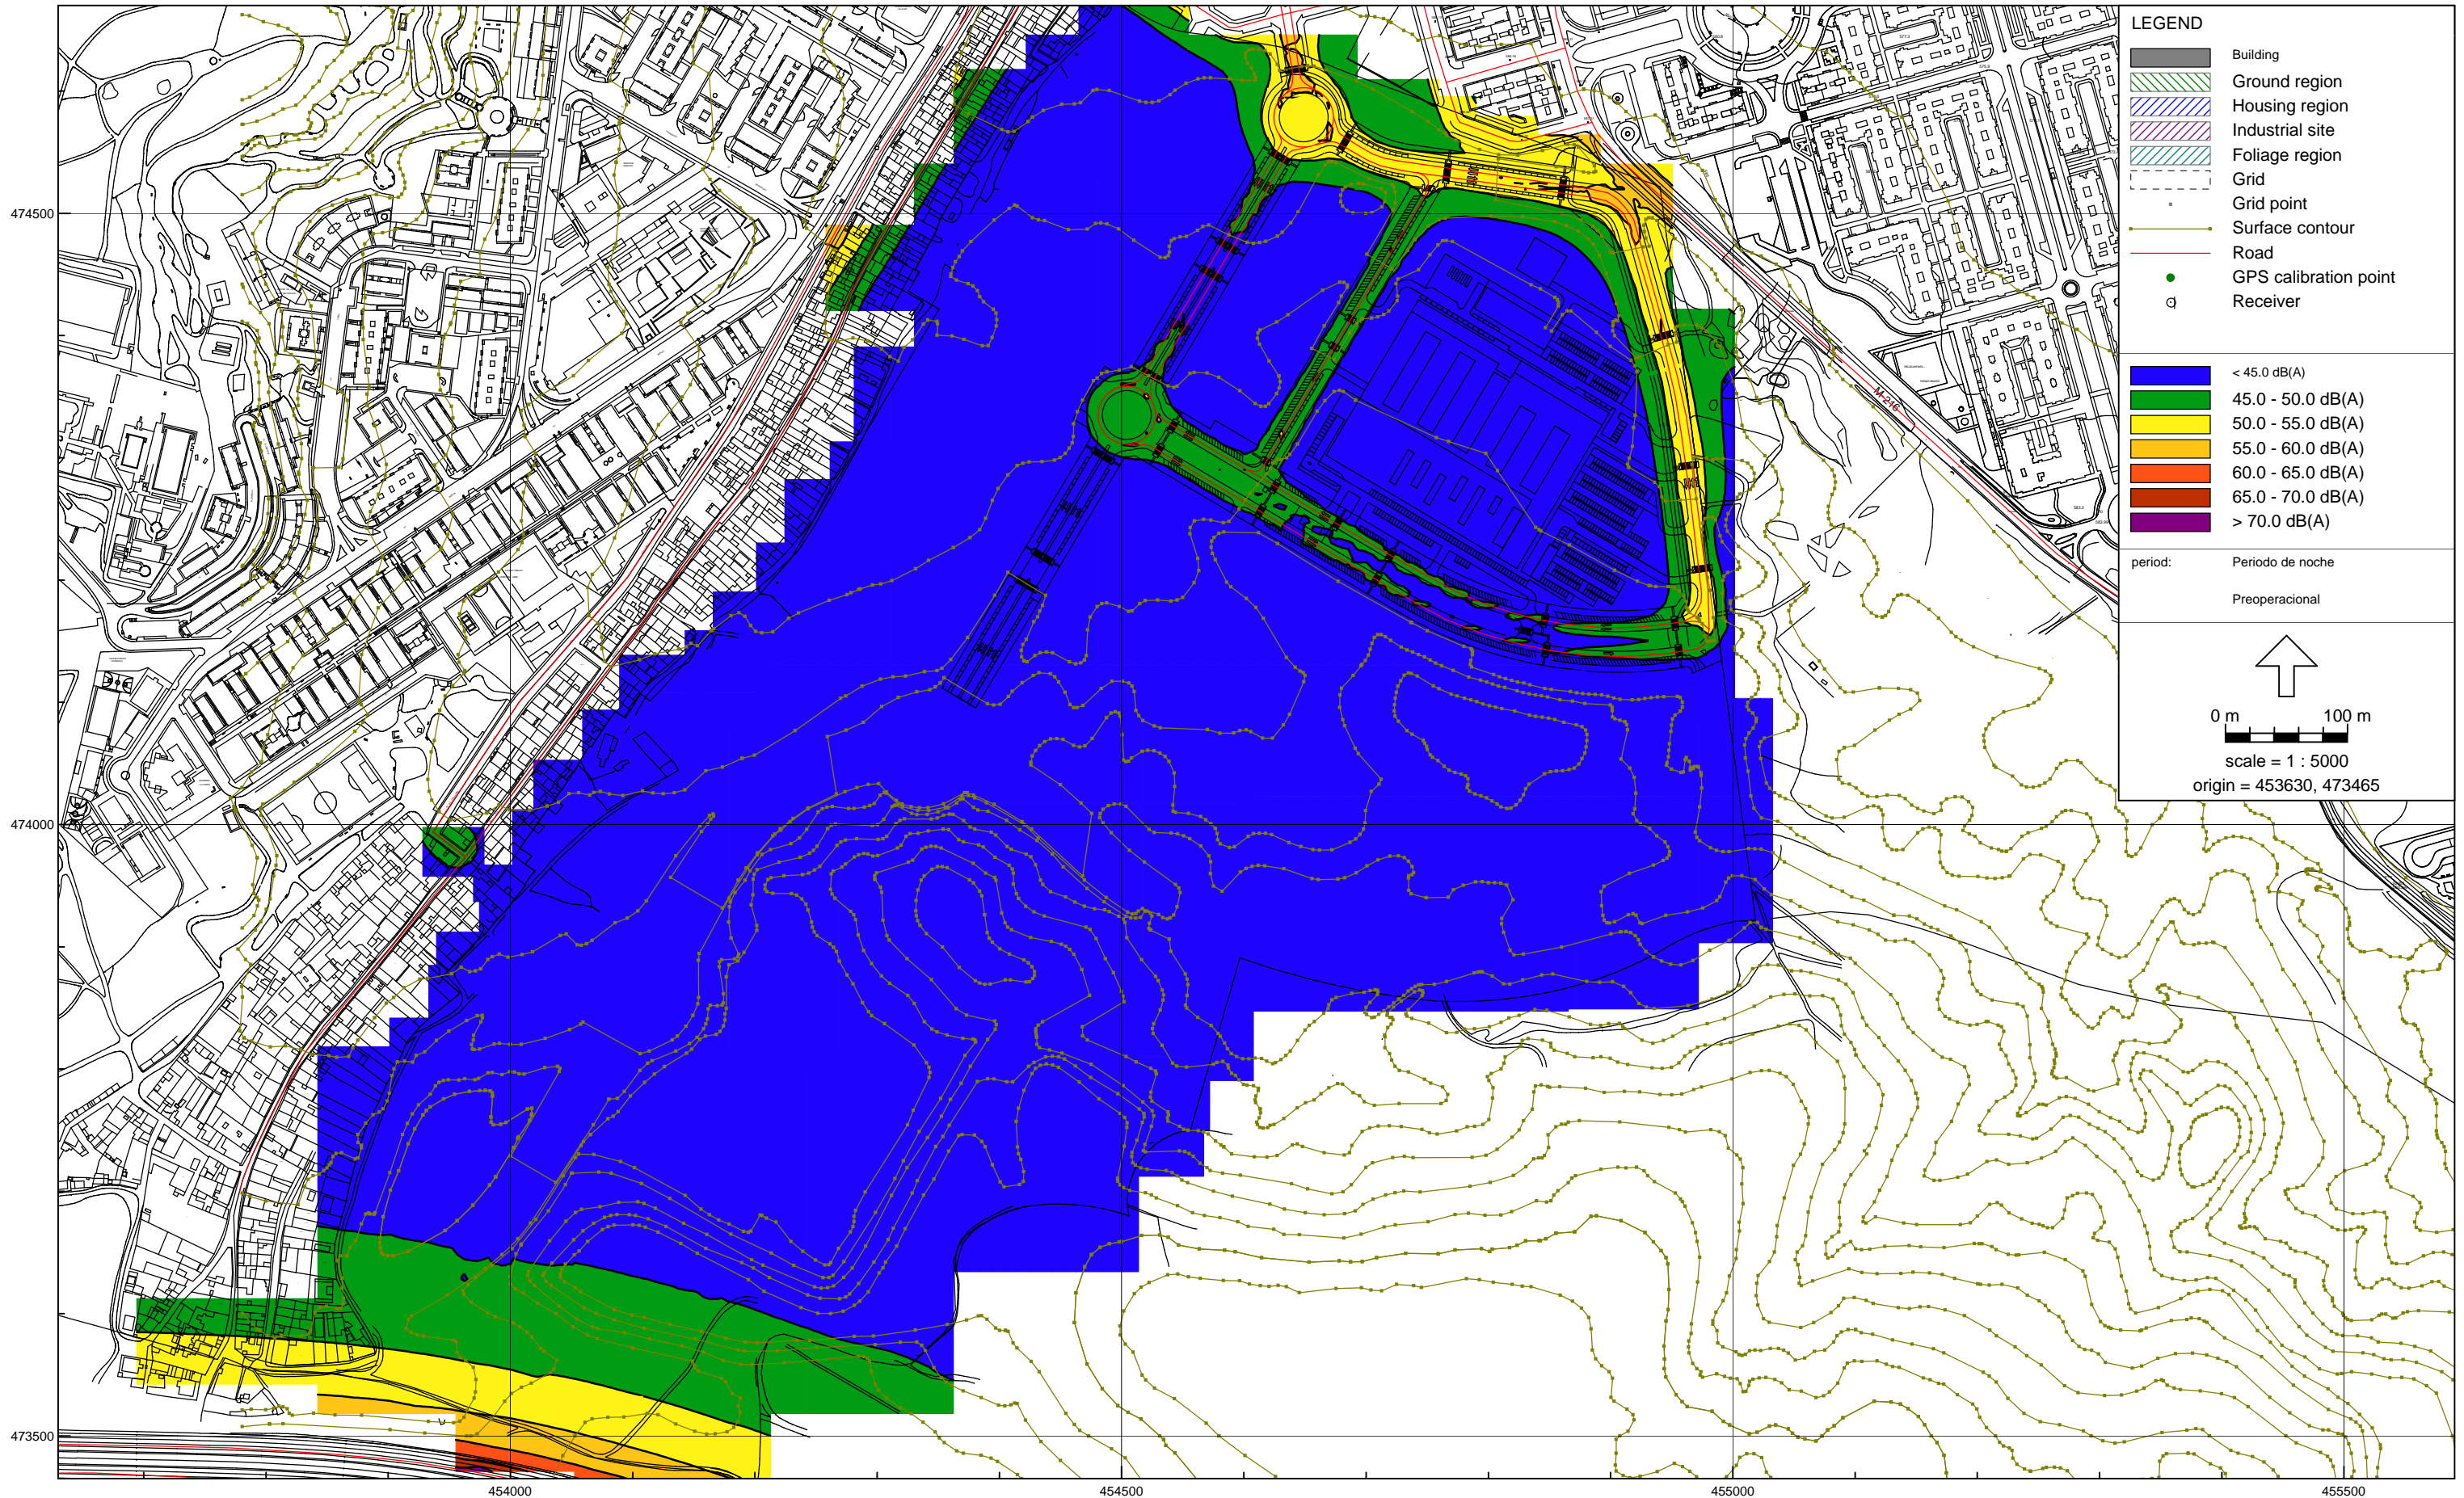 LEGEND
Building
Ground region
Housing region
Industrial site
Foliage region
Grid
Grid point
Surface contour
Road
GPS calibration point
Receiver
< 45.0 dB(A)
45.0 - 50.0 dB(A)
50.0 - 55.0 dB(A)
55.0 - 60.0 dB(A)
60.0 - 65.0 dB(A)
65.0 - 70.0 dB(A)
> 70.0 dB(A)
period: Periodo de noche
Preoperacional
0 m 100 m
scale = 1 : 5000
origin = 453630, 473465
474500
474000
473500
454000 454500 455000 455500
M-216